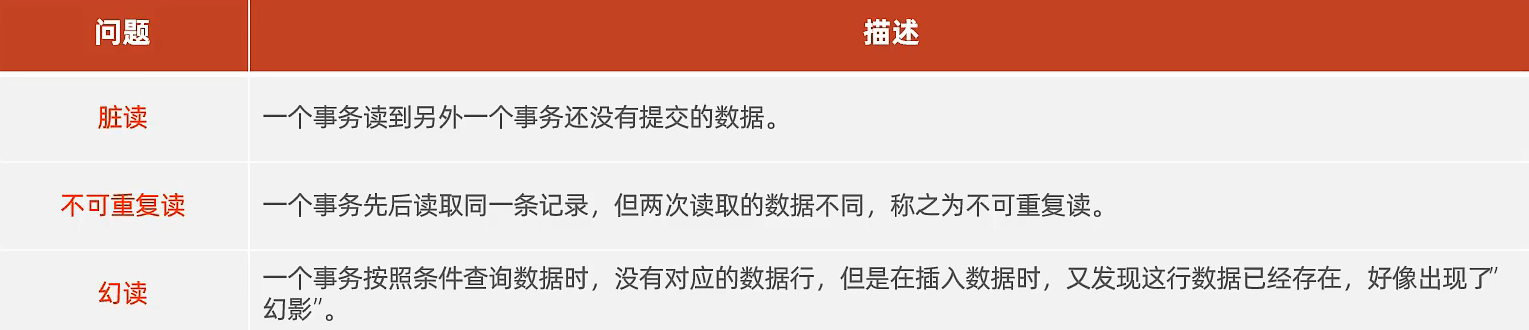 问题
描述
脏读
一个事务读到另外一个事务还没有提交的数据。
不可重复读
一个事务先后读取同一条记录，但两次读取的数据不同，称之为不可重复读。
幻读
一个事务按照条件查询数据时，没有对应的数据行，但是在插入数据时，又发现这行数据已经存在，好像出现了”
幻影”。